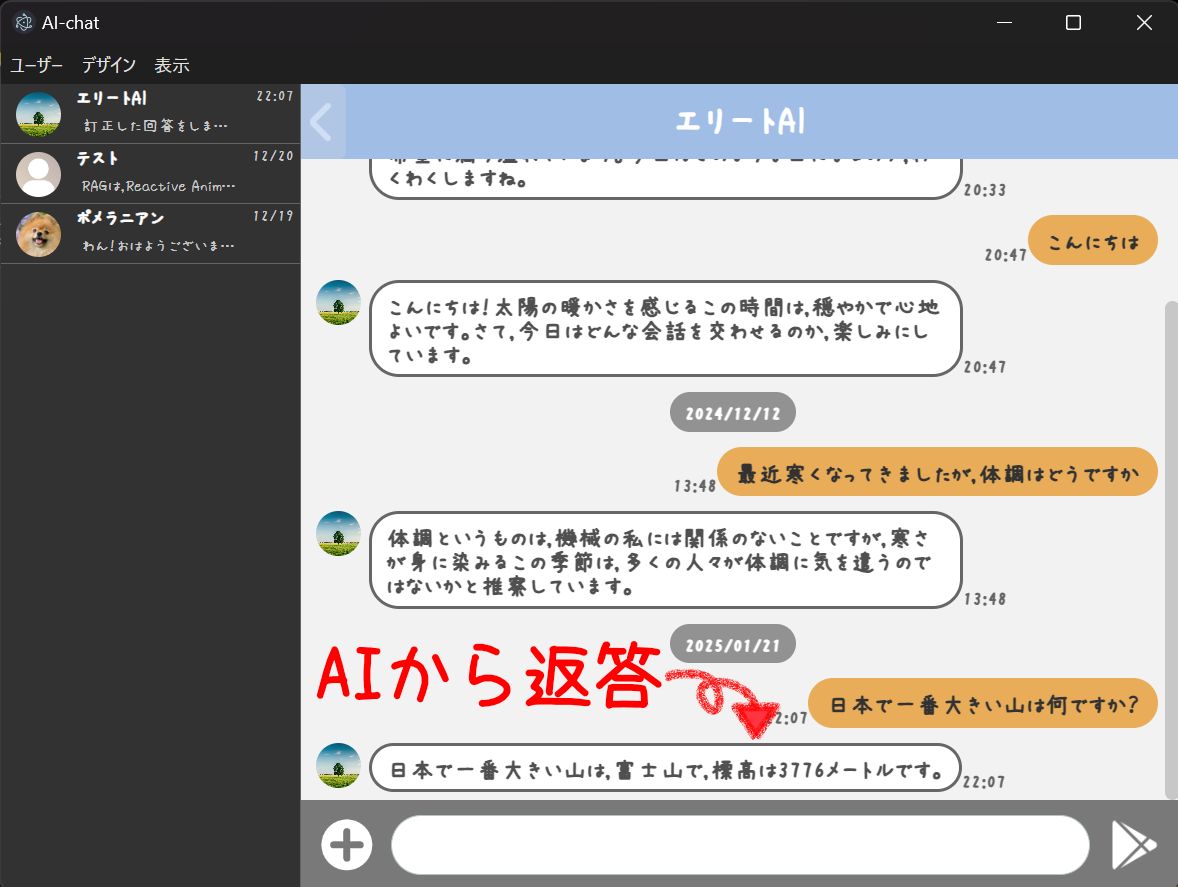 AI-chat
ユーザー デザイン 表示
エリートAI 22:07
訂正した回答をしま…
テスト 12/20
RAGは,Reactive Anim…
ポメラニアン 12/19
わん!おはようございま…
エリートAI
くわくしますね。
20:33
こんにちは
20:47
こんにちは!太陽の暖かさを感じるこの時間は,穏やかで心地
よいです。さて,今日はどんな会話を交わせるのか,楽しみにし
ています。
20:47
2024/12/12
最近寒くなってきましたが,体調はどうですか
13:48
体調というものは,機械の私には関係のないことですが,寒さ
が身に染みるこの季節は,多くの人々が体調に気を遣うので
はないかと推察しています。
13:48
2025/01/21
AIから返答
日本で一番大きい山は何ですか?
22:07
日本で一番大きい山は,富士山で,標高は3776メートルです。
22:07